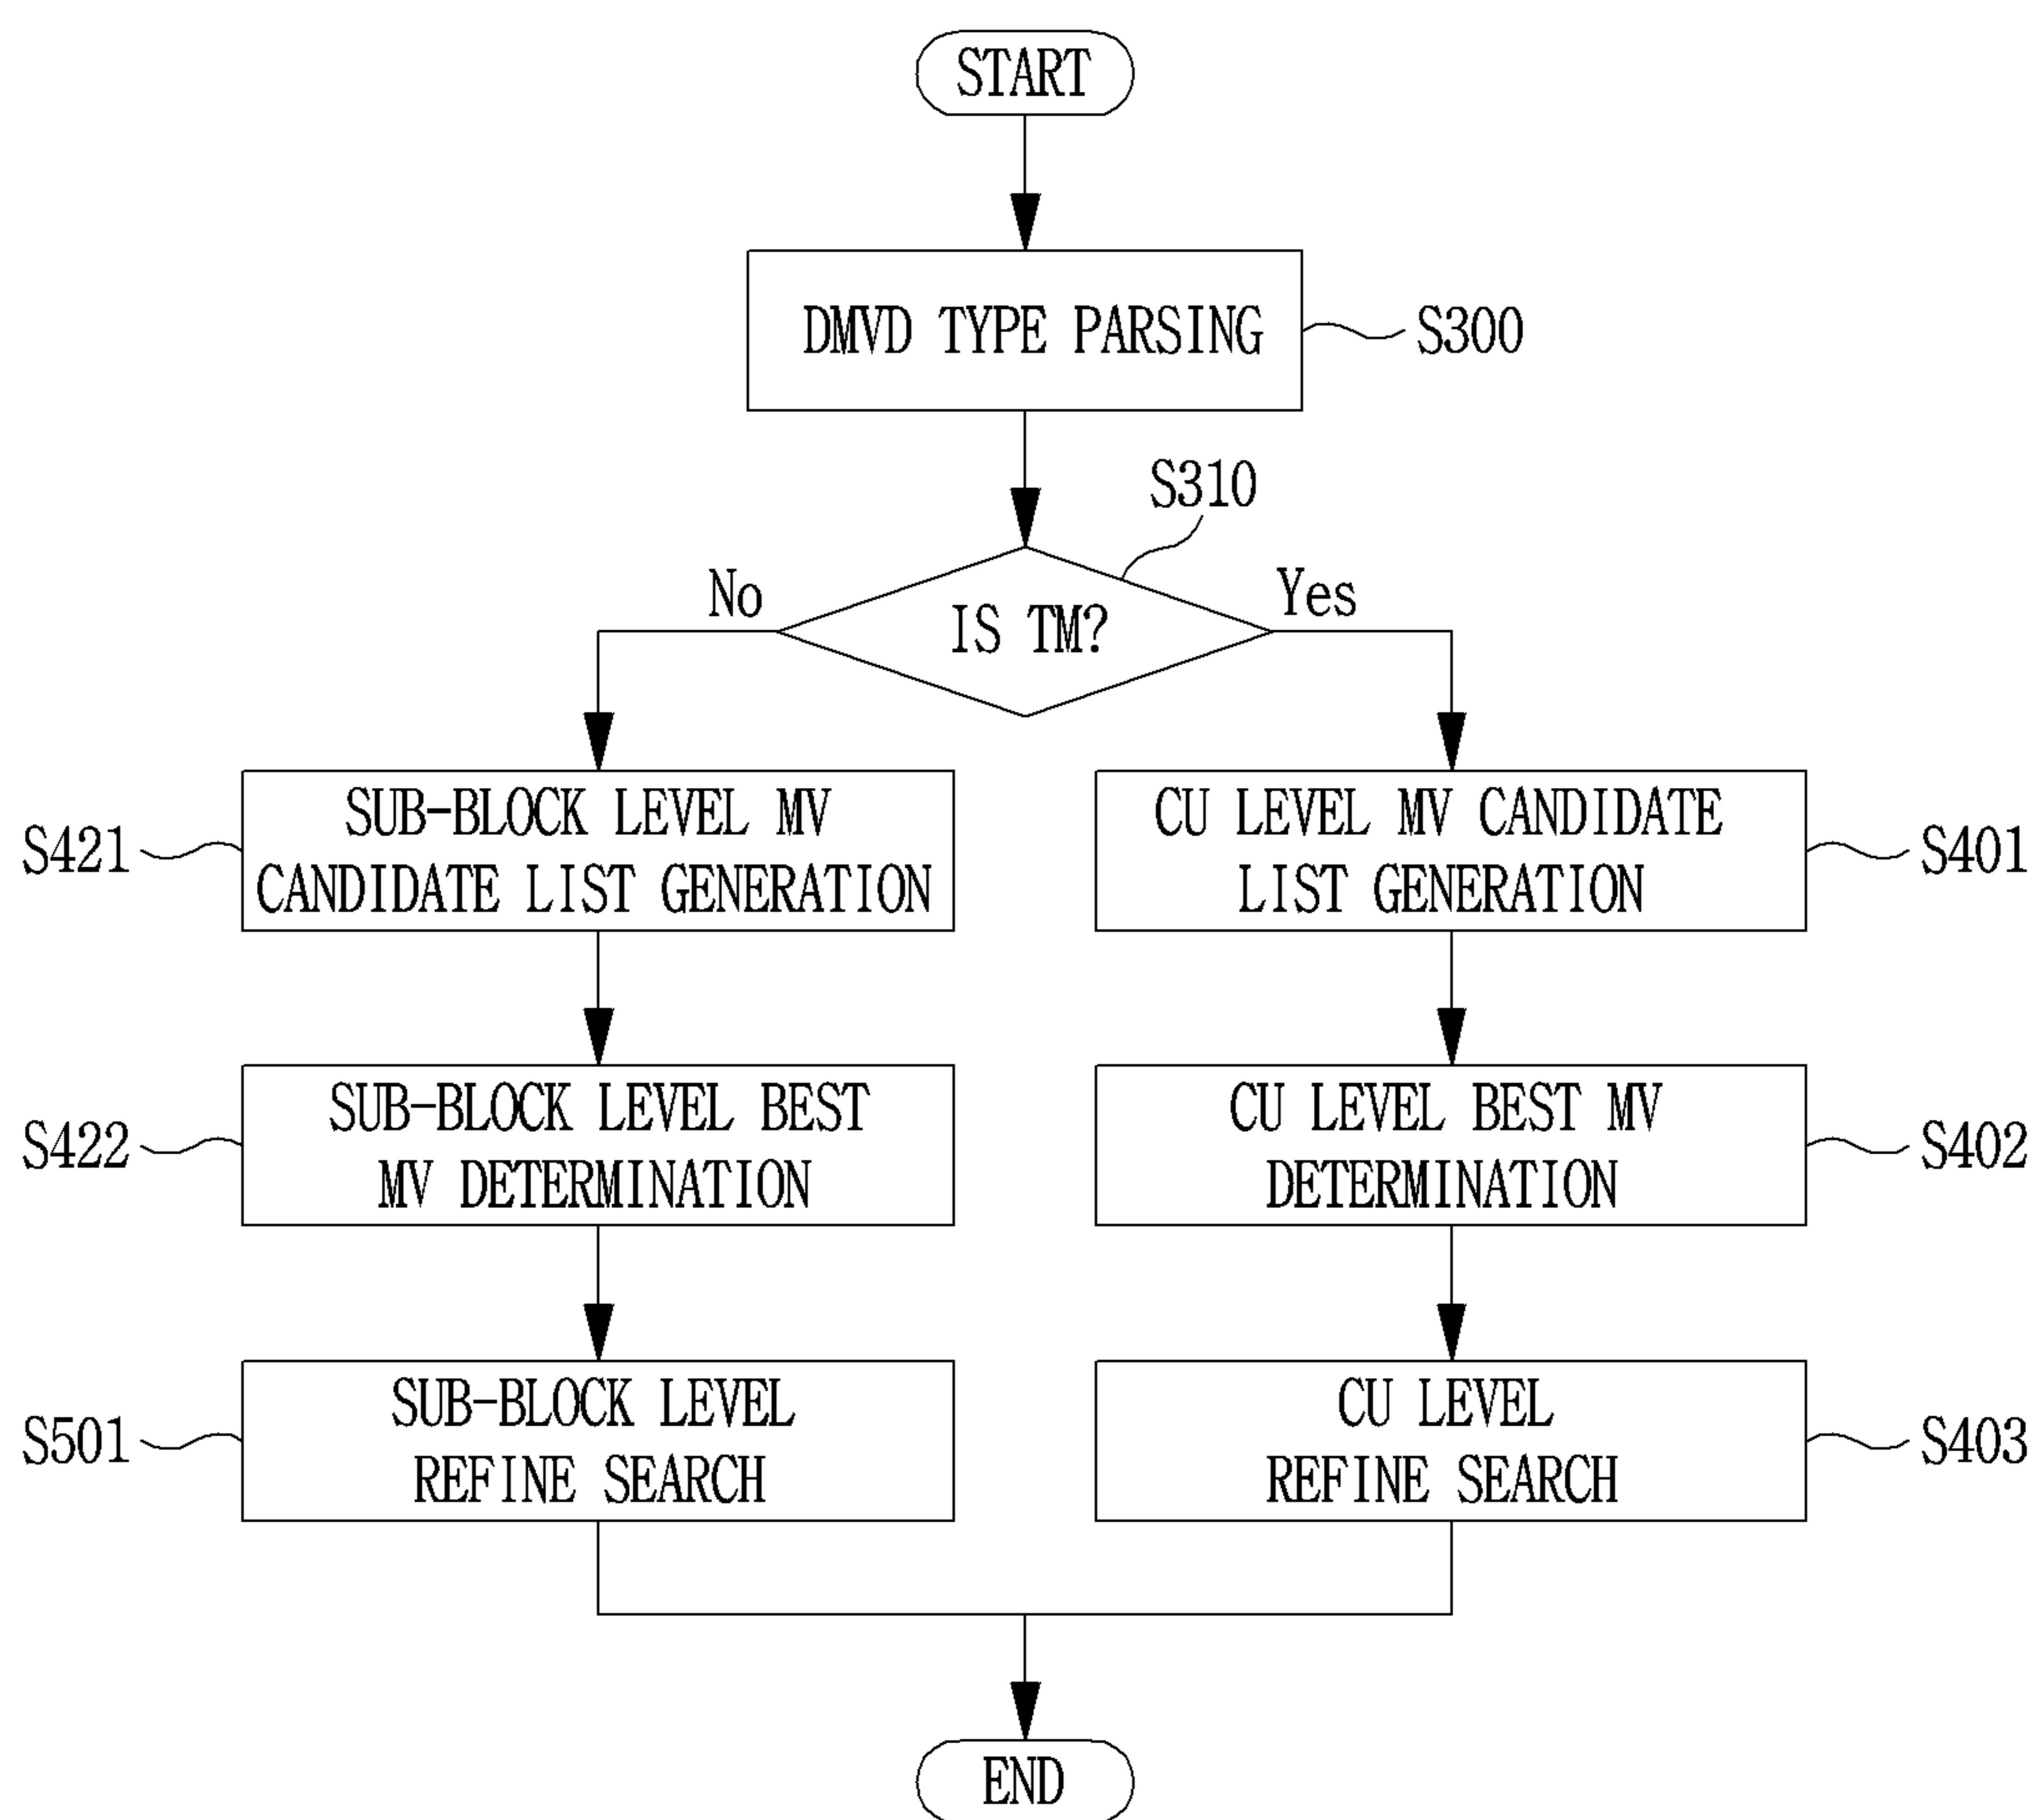 START
DMVD TYPE PARSING
S300
S310
IS TM?
No
Yes
SUB-BLOCK LEVEL MV
CANDIDATE LIST GENERATION
S421
CU LEVEL MV CANDIDATE
LIST GENERATION
S401
SUB-BLOCK LEVEL BEST
MV DETERMINATION
S422
CU LEVEL BEST MV
DETERMINATION
S402
SUB-BLOCK LEVEL
REFINE SEARCH
S501
CU LEVEL
REFINE SEARCH
S403
END